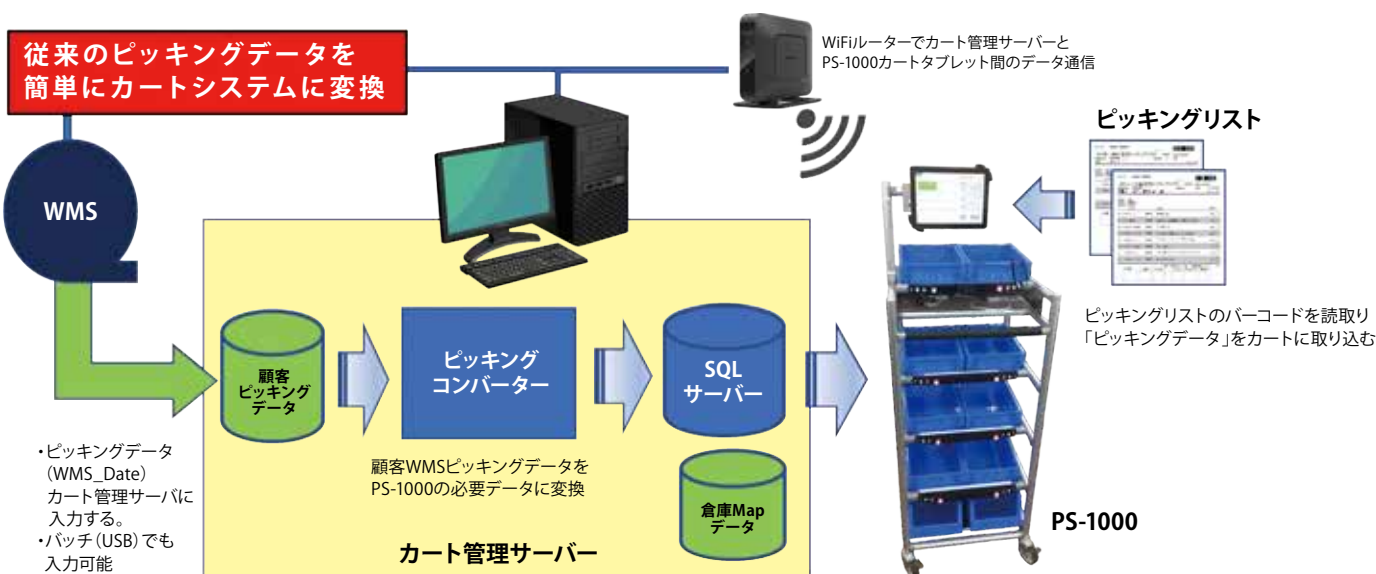 従来のピッキングデータを
簡単にカートシステムに変換
WiFiルーターでカート管理サーバーと
PS-1000カートタブレット間のデータ通信
ピッキングリスト
WMS
ピッキングリストのバーコードを読取り
「ピッキングデータ」をカートに取り込む
顧客
ピッキング
データ
ピッキング
コンバーター
SQL
サーバー
・ピッキングデータ
(WMS_Date)
カート管理サーバに
入力する。
・バッチ(USB)でも
入力可能
顧客WMSピッキングデータを
PS-1000の必要データに変換
倉庫Map
データ
PS-1000
カート管理サーバー